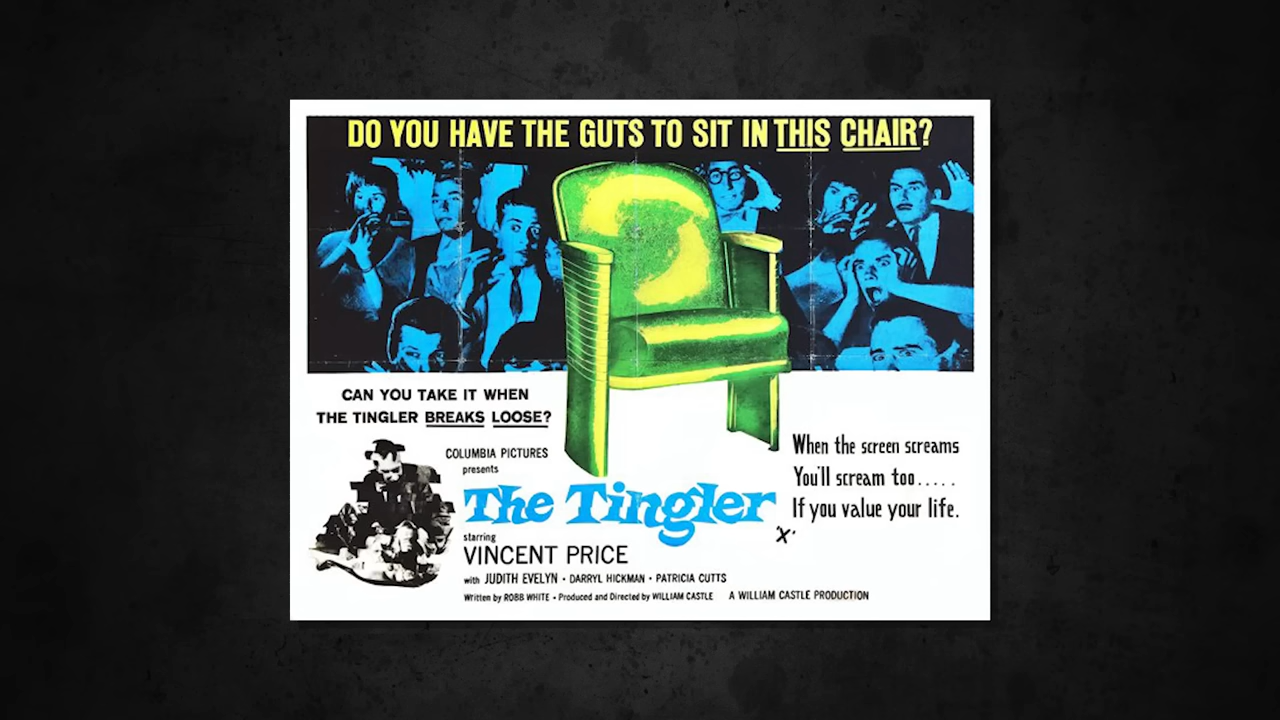 DO YOU HAVE THE GUTS TO SIT IN THIS CHAIR?
CAN YOU TAKE IT WHEN
THE TINGLER BREAKS LOOSE?
COLUMBIA PICTURES
presents
The Tingler
'X'
starring
VINCENT PRICE
with JUDITH EVELYN • DARRYL HICKMAN • PATRICIA CUTTS
Written by ROBB WHITE • Produced and Directed by WILLIAM CASTLE A WILLIAM CASTLE PRODUCTION
When the screen screams
You'll scream too.....
If you value your life.